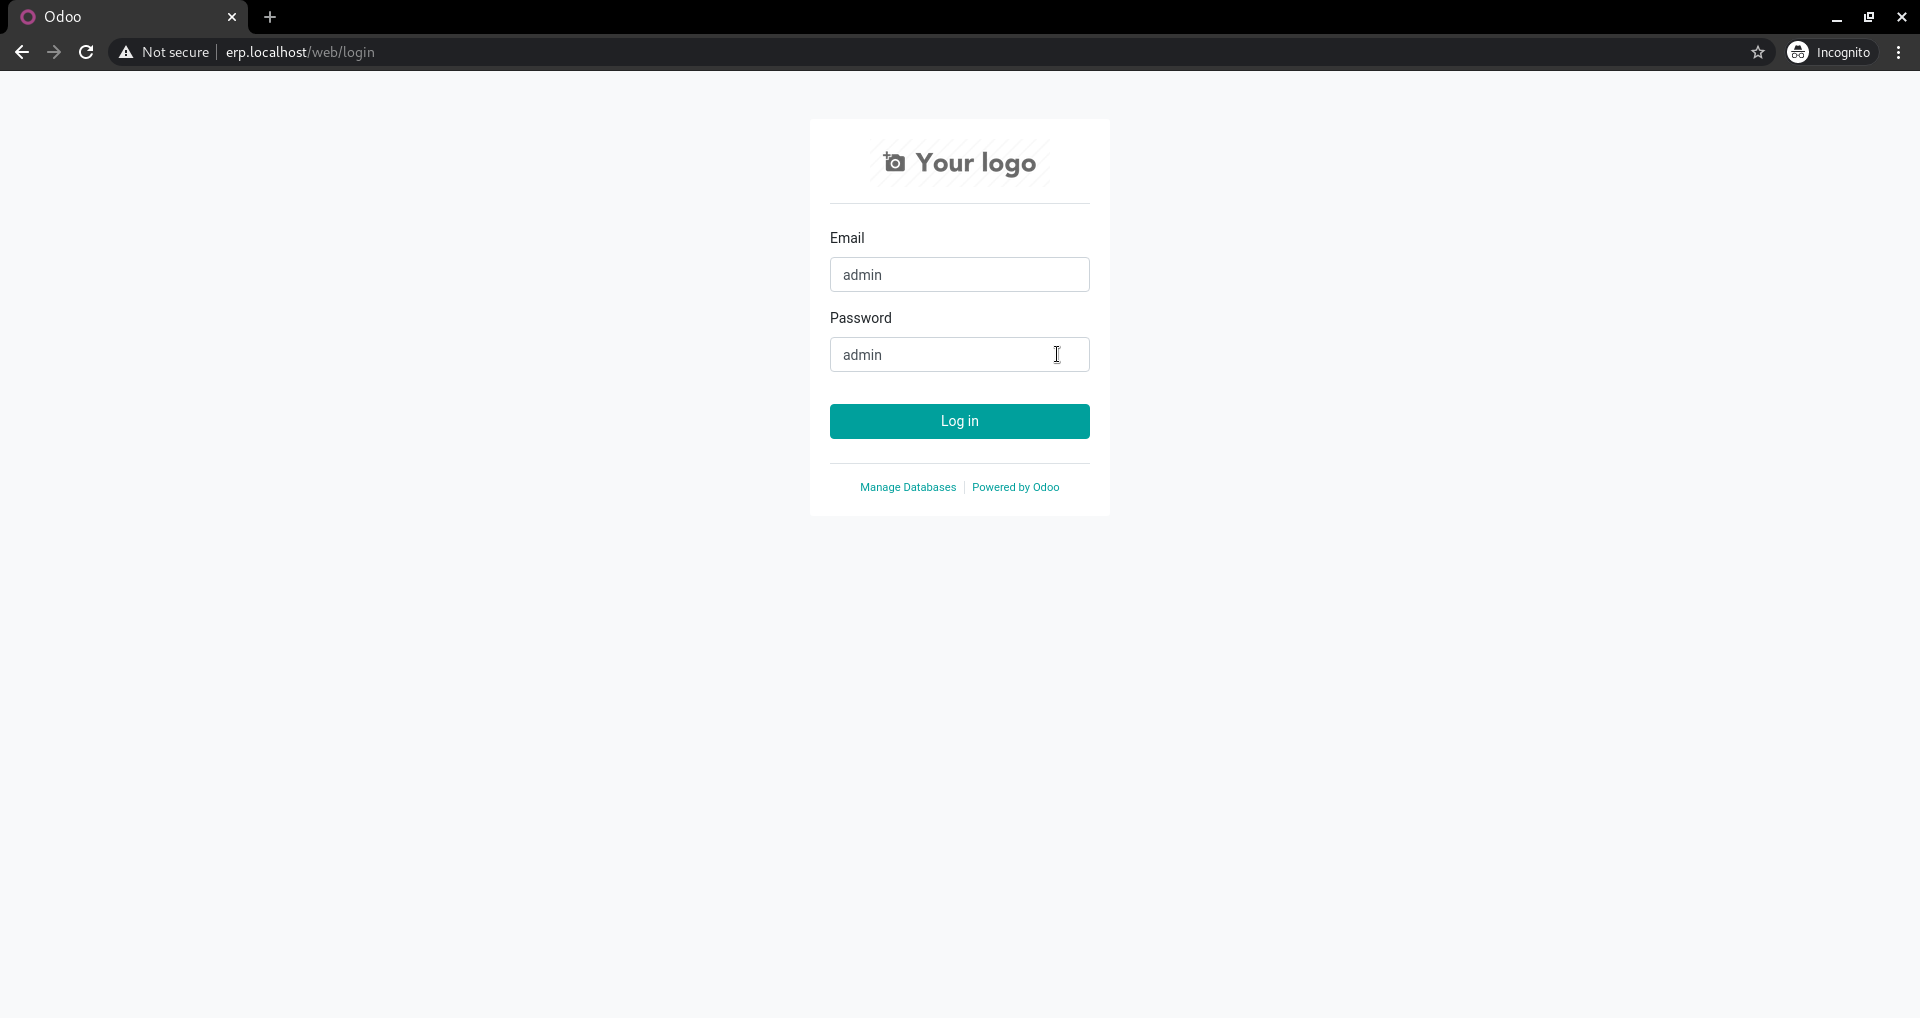 Odoo
Not secure
erp.localhost/web/login
Incognito
Your logo
Email
admin
Password
admin
Log in
Manage Databases
Powered by Odoo